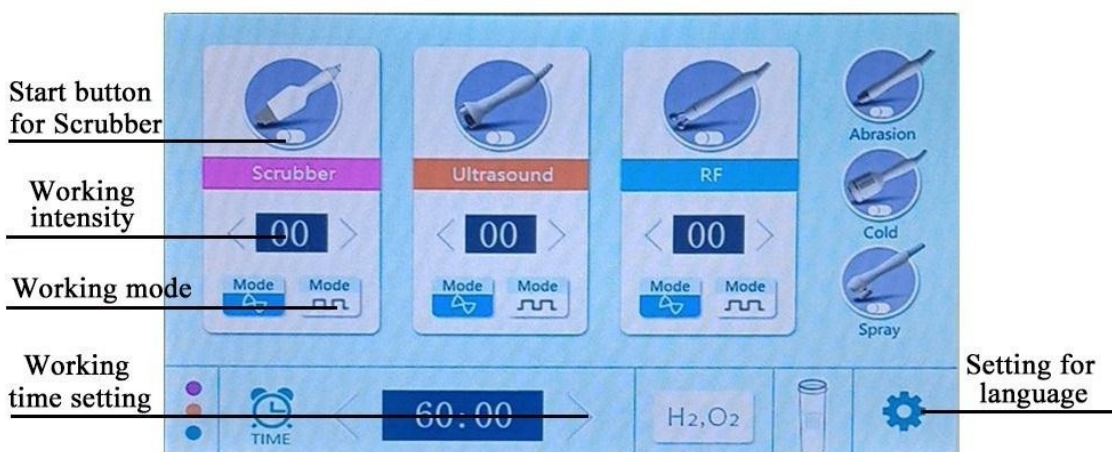 Start button
for Scrubber
Working
intensity
Working mode
Working
time setting
Setting for
language
Scrubber
00
Mode
Mode
Ultrasound
00
Mode
Mode
RF
00
Mode
Mode
Abrasion
Cold
Spray
TIME
60:00
H2,O2